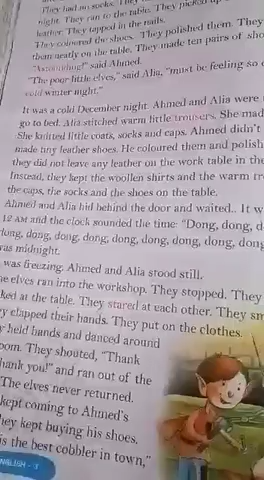 They had no socks. They
night. They ran to the table. They picked up
leather. They tapped in the nails.
They coloured the shoes. They polished them. They
them neatly on the table. They made ten pairs of sho
"Astonishing!" said Ahmed.
"The poor little elves," said Alia, "must be feeling so c
cold winter night."
It was a cold December night. Ahmed and Alia were
go to bed. Alia stitched warm little trousers. She mad
She knitted little coats, socks and caps. Ahmed didn't
made tiny leather shoes. He coloured them and polish
they did not leave any leather on the work table in the
Instead, they kept the woollen shirts and the warm tr
the caps, the socks and the shoes on the table.
Ahmed and Alia hid behind the door and waited.. It w
12 AM and the clock sounded the time: "Dong, dong, d
dong, dong, dong, dong, dong, dong, dong, dong
was midnight.
was freezing. Ahmed and Alia stood still.
he elves ran into the workshop. They stopped. They
ked at the table. They stared at each other. They sm
y clapped their hands. They put on the clothes.
y held hands and danced around
oom. They shouted, "Thank
hank you!" and ran out of the
The elves never returned.
kept coming to Ahmed's
hey kept buying his shoes.
is the best cobbler in town,"
NGLISH - 3